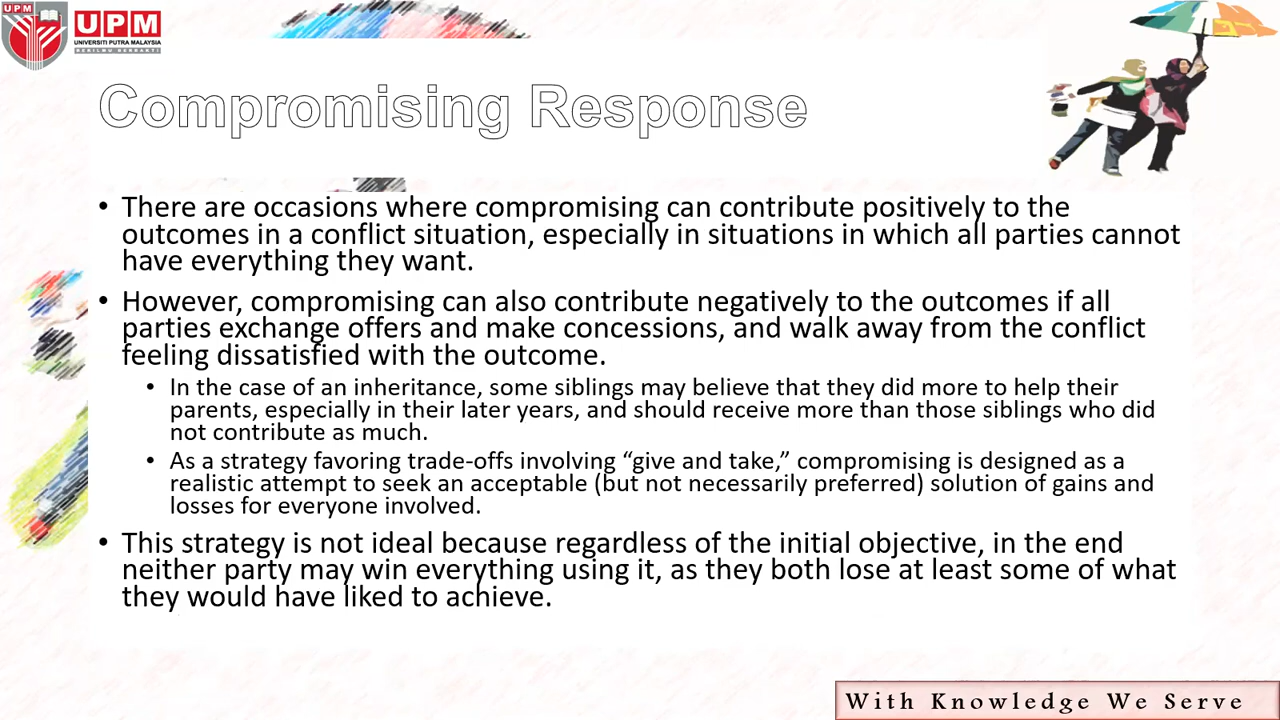 UPM
UPM
UNIVERSITI PUTRA MALAYSIA
BERILMU BERBAKTI
Compromising Response
• There are occasions where compromising can contribute positively to the
outcomes in a conflict situation, especially in situations in which all parties cannot
have everything they want.
• However, compromising can also contribute negatively to the outcomes if all
parties exchange offers and make concessions, and walk away from the conflict
feeling dissatisfied with the outcome.
• In the case of an inheritance, some siblings may believe that they did more to help their
parents, especially in their later years, and should receive more than those siblings who did
not contribute as much.
• As a strategy favoring trade-offs involving “give and take,” compromising is designed as a
realistic attempt to seek an acceptable (but not necessarily preferred) solution of gains and
losses for everyone involved.
• This strategy is not ideal because regardless of the initial objective, in the end
neither party may win everything using it, as they both lose at least some of what
they would have liked to achieve.
With Knowledge We Serve